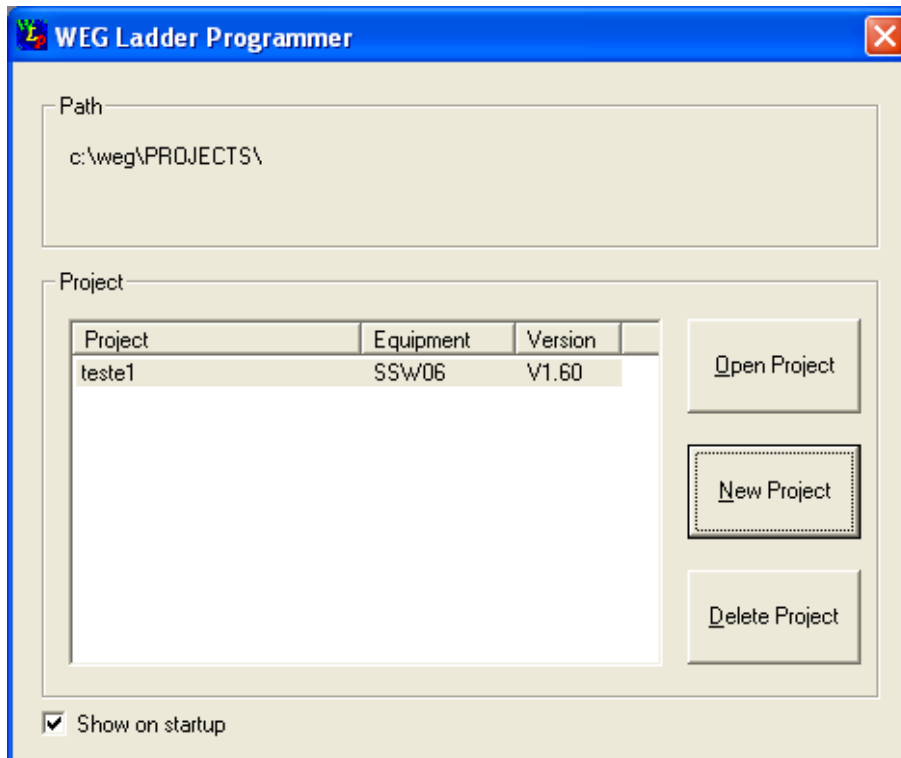 WEG Ladder Programmer
Path
c:\weg\PROJECTS\
Project
Project Equipment Version
teste1 SSW06 V1.60
Open Project
New Project
Delete Project
Show on startup